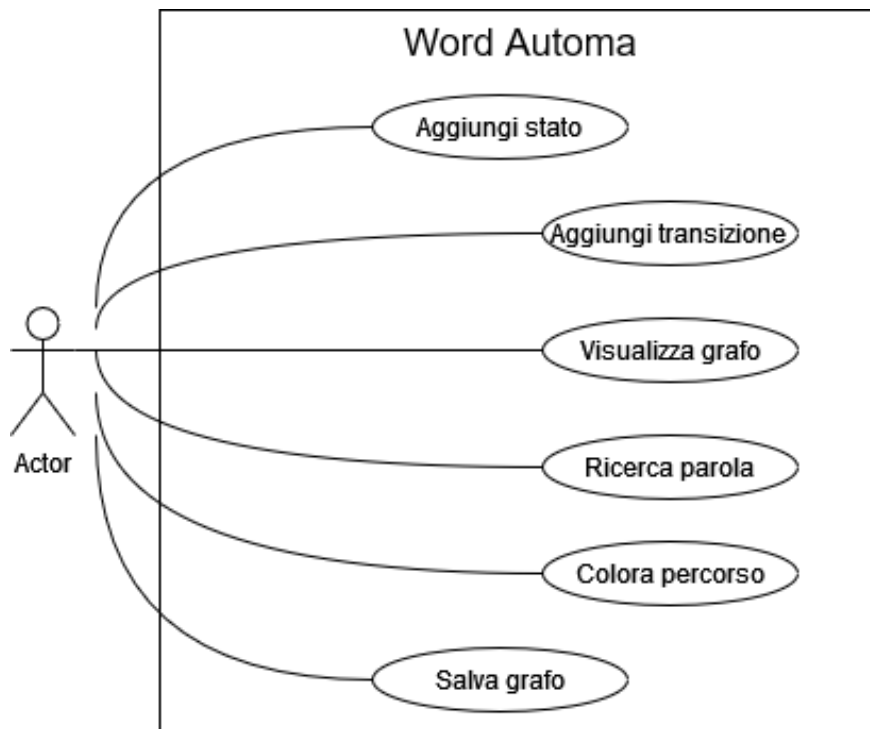 Word Automa
Aggiungi stato
Aggiungi transizione
Visualizza grafo
Actor
Ricerca parola
Colora percorso
Salva grafo